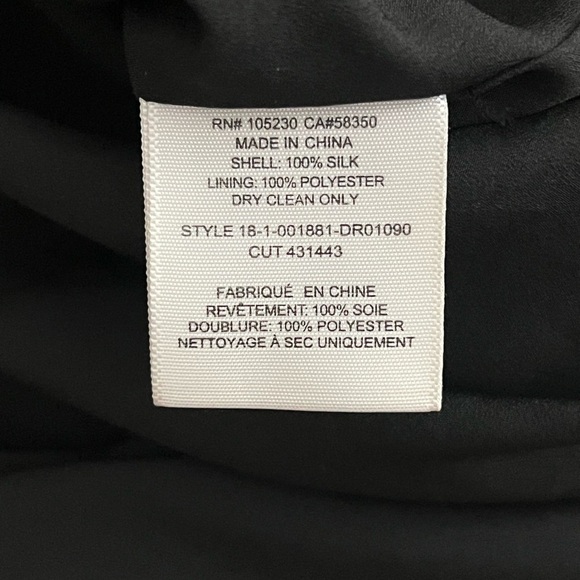 RN# 105230 CA#58350
MADE IN CHINA
SHELL: 100% SILK
LINING: 100% POLYESTER
DRY CLEAN ONLY
STYLE 18-1-001881-DR01090
CUT 431443
FABRIQUÉ EN CHINE
REVÊTEMENT: 100% SOIE
DOUBLURE: 100% POLYESTER
NETTOYAGE À SEC UNIQUEMENT